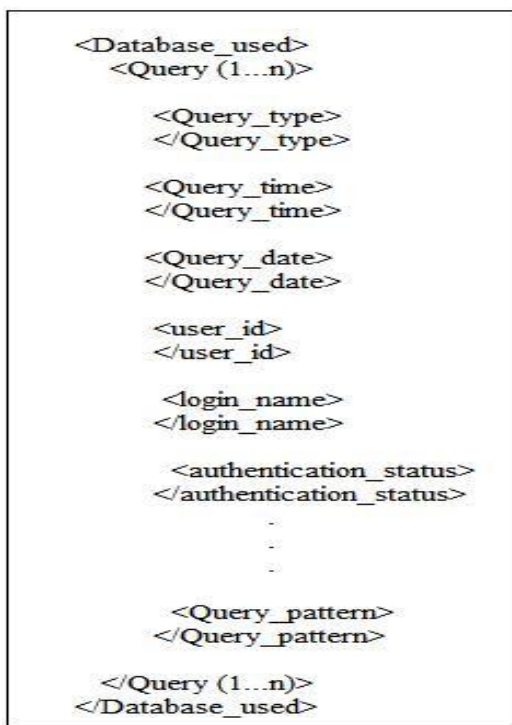 <Database_used>
<Query (1...n)>
<Query_type>
</Query_type>
<Query_time>
</Query_time>
<Query_date>
</Query_date>
<user_id>
</user_id>
<login_name>
</login_name>
<authentication_status>
</authentication_status>
.
.
.
<Query_pattern>
</Query_pattern>
</Query (1...n)>
</Database_used>